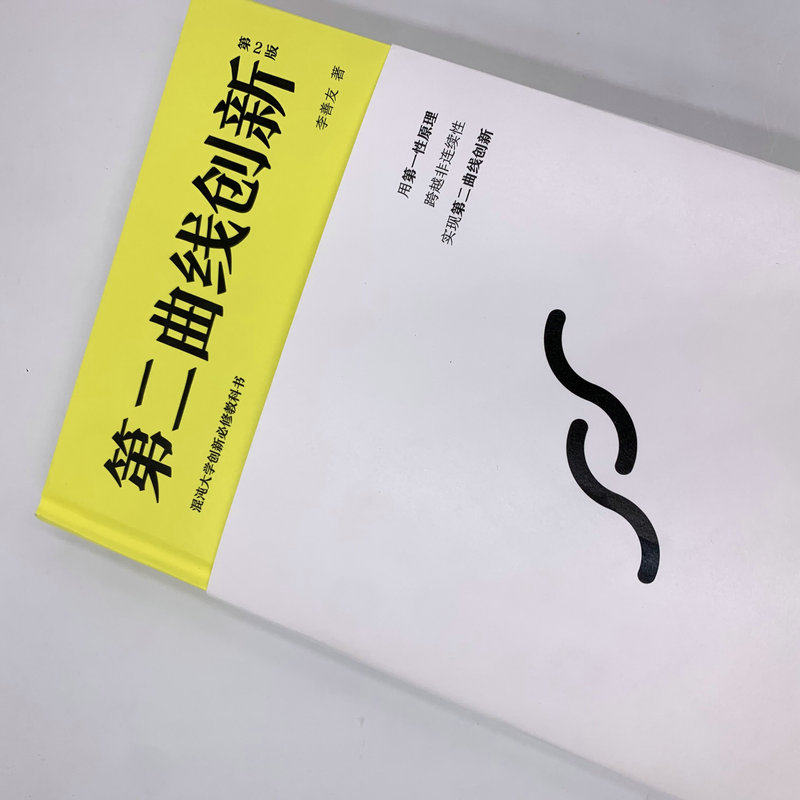 第二曲线创新
第2版
李善友 著
混沌大学创新必修教科书
用第一性原理
跨越非连续性
实现第二曲线创新